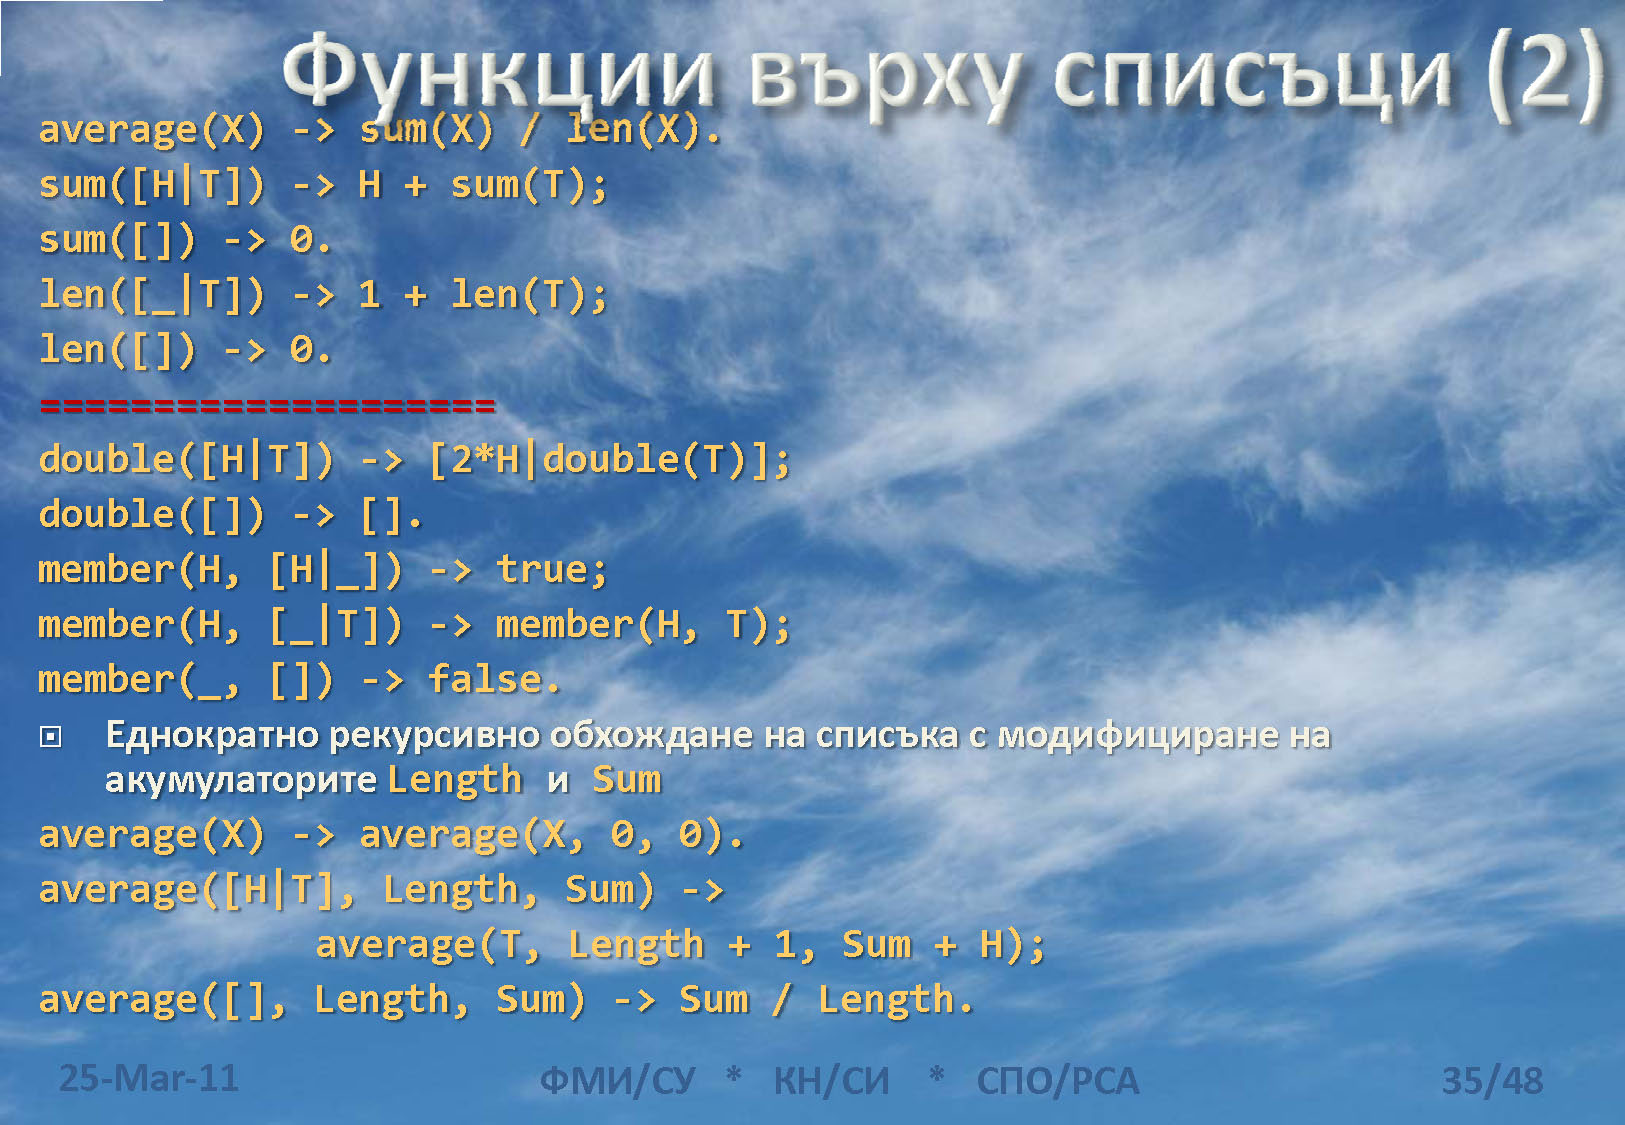 Функции върху списъци (2)
average(X) -> sum(X) / len(X).
sum([H|T]) -> H + sum(T);
sum([]) -> 0.
len([_|T]) -> 1 + len(T);
len([]) -> 0.
====================
double([H|T]) -> [2*H|double(T)];
double([]) -> [].
member(H, [H|_]) -> true;
member(H, [_|T]) -> member(H, T);
member(_, []) -> false.
Еднократно рекурсивно обхождане на списъка с модифициране на
акумулаторите Length и Sum
average(X) -> average(X, 0, 0).
average([H|T], Length, Sum) ->
average(T, Length + 1, Sum + H);
average([], Length, Sum) -> Sum / Length.
25-Mar-11 ФМИ/СУ * КН/СИ * СПО/РСА 35/48